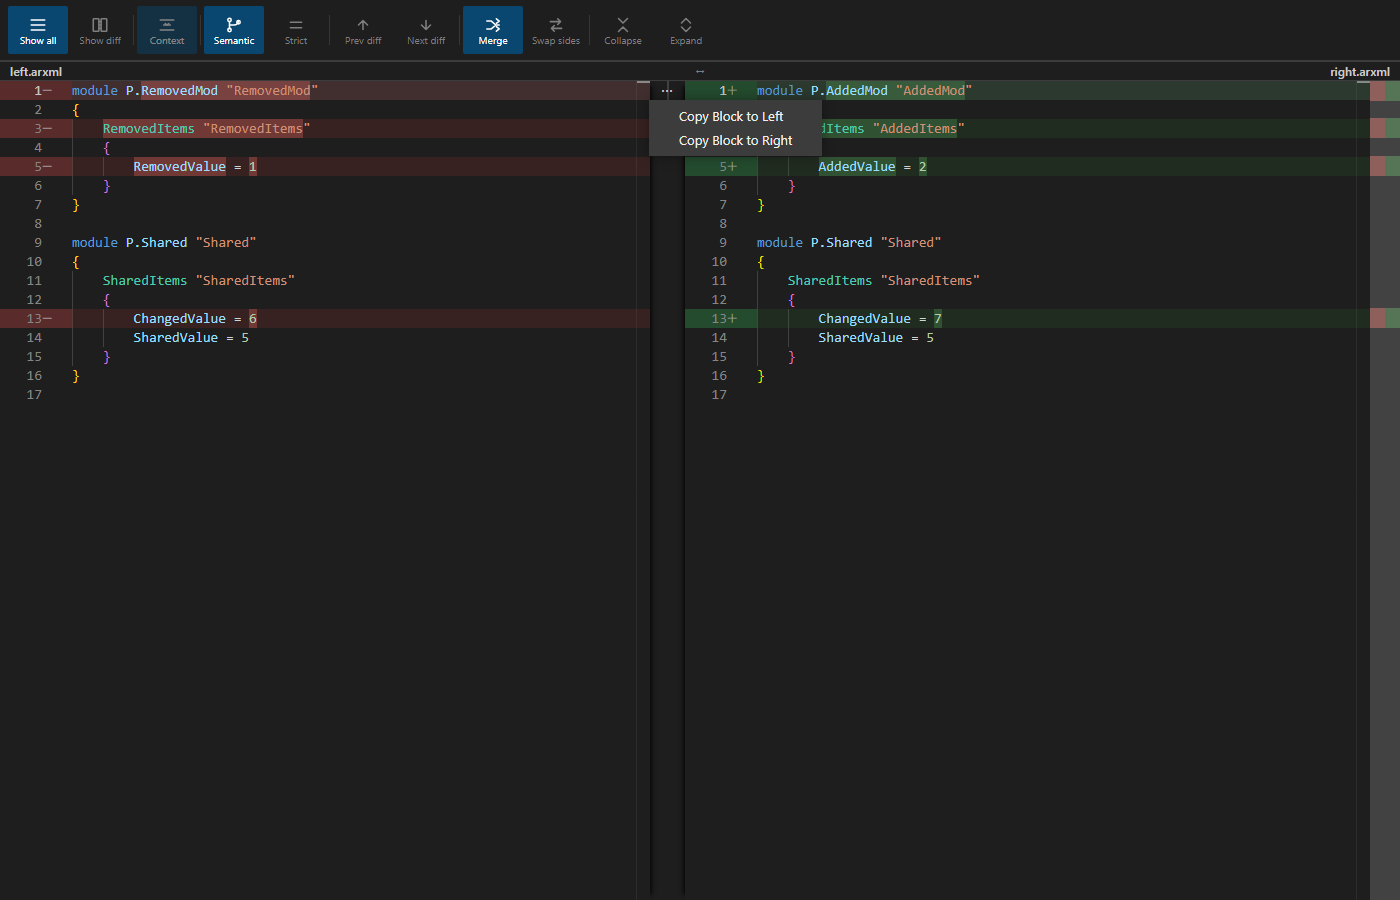 Show all Show diff Context Semantic Strict Prev diff Next diff Merge Swap sides Collapse Expand
left.arxml ↔ right.arxml
1− module P.RemovedMod "RemovedMod"
2 {
3− RemovedItems "RemovedItems"
4 {
5− RemovedValue = 1
6 }
7 }
8
9 module P.Shared "Shared"
10 {
11 SharedItems "SharedItems"
12 {
13− ChangedValue = 6
14 SharedValue = 5
15 }
16 }
17
...
Copy Block to Left
Copy Block to Right
1+ module P.AddedMod "AddedMod"
"AddedItems"
5+ AddedValue = 2
6 }
7 }
8
9 module P.Shared "Shared"
10 {
11 SharedItems "SharedItems"
12 {
13+ ChangedValue = 7
14 SharedValue = 5
15 }
16 }
17